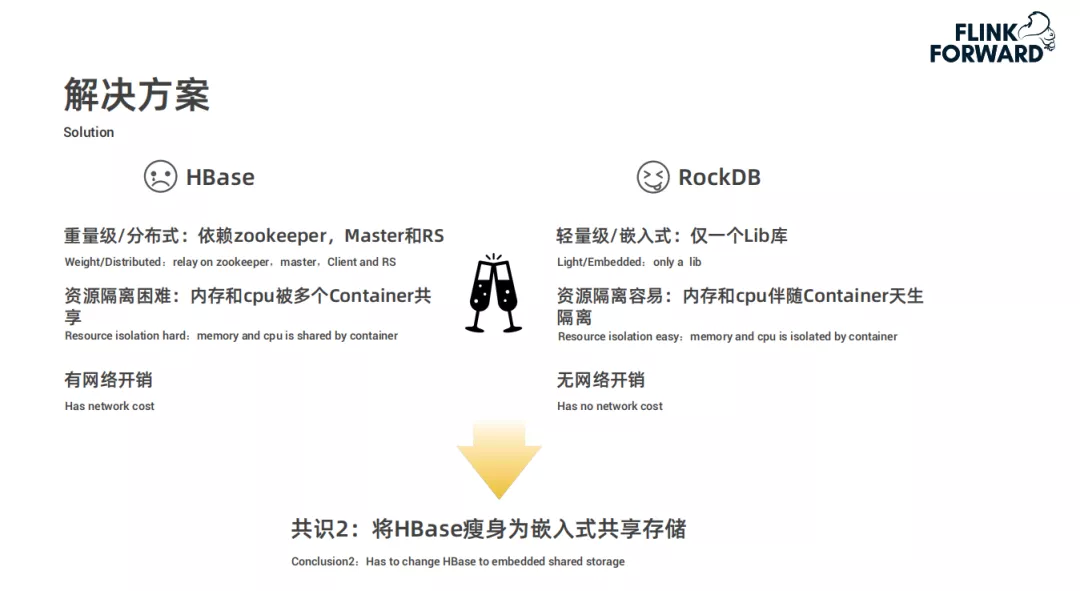 FLINK
FORWARD
解决方案
Solution
HBase
重量级/分布式：依赖zookeeper，Master和RS
Weight/Distributed：relay on zookeeper，master，Client and RS
资源隔离困难：内存和cpu被多个Container共
享
Resource isolation hard：memory and cpu is shared by container
有网络开销
Has network cost
RockDB
轻量级/嵌入式：仅一个Lib库
Light/Embedded：only a lib
资源隔离容易：内存和cpu伴随Container天生
隔离
Resource isolation easy：memory and cpu is isolated by container
无网络开销
Has no network cost
共识2：将HBase瘦身为嵌入式共享存储
Conclusion2：Has to change HBase to embedded shared storage